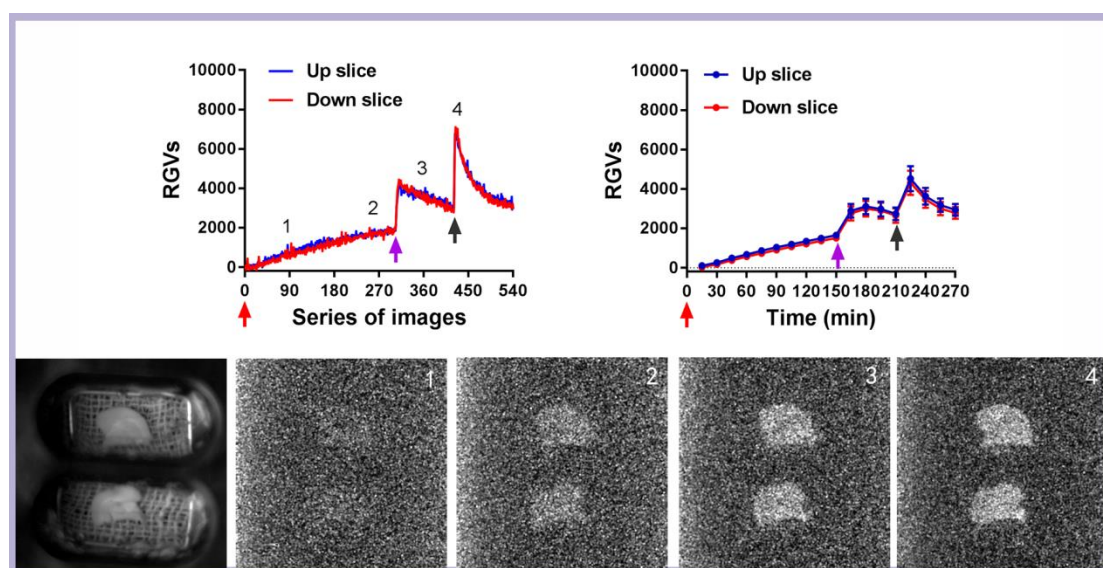 10000
8000
6000
4000
2000
0
RGVs
Up slice
Down slice
1
2
3
4
0 90 180 270 360 450 540
Series of images
10000
8000
6000
4000
2000
0
RGVs
Up slice
Down slice
0 30 60 90 120 150 180 210 240 270
Time (min)
1
2
3
4